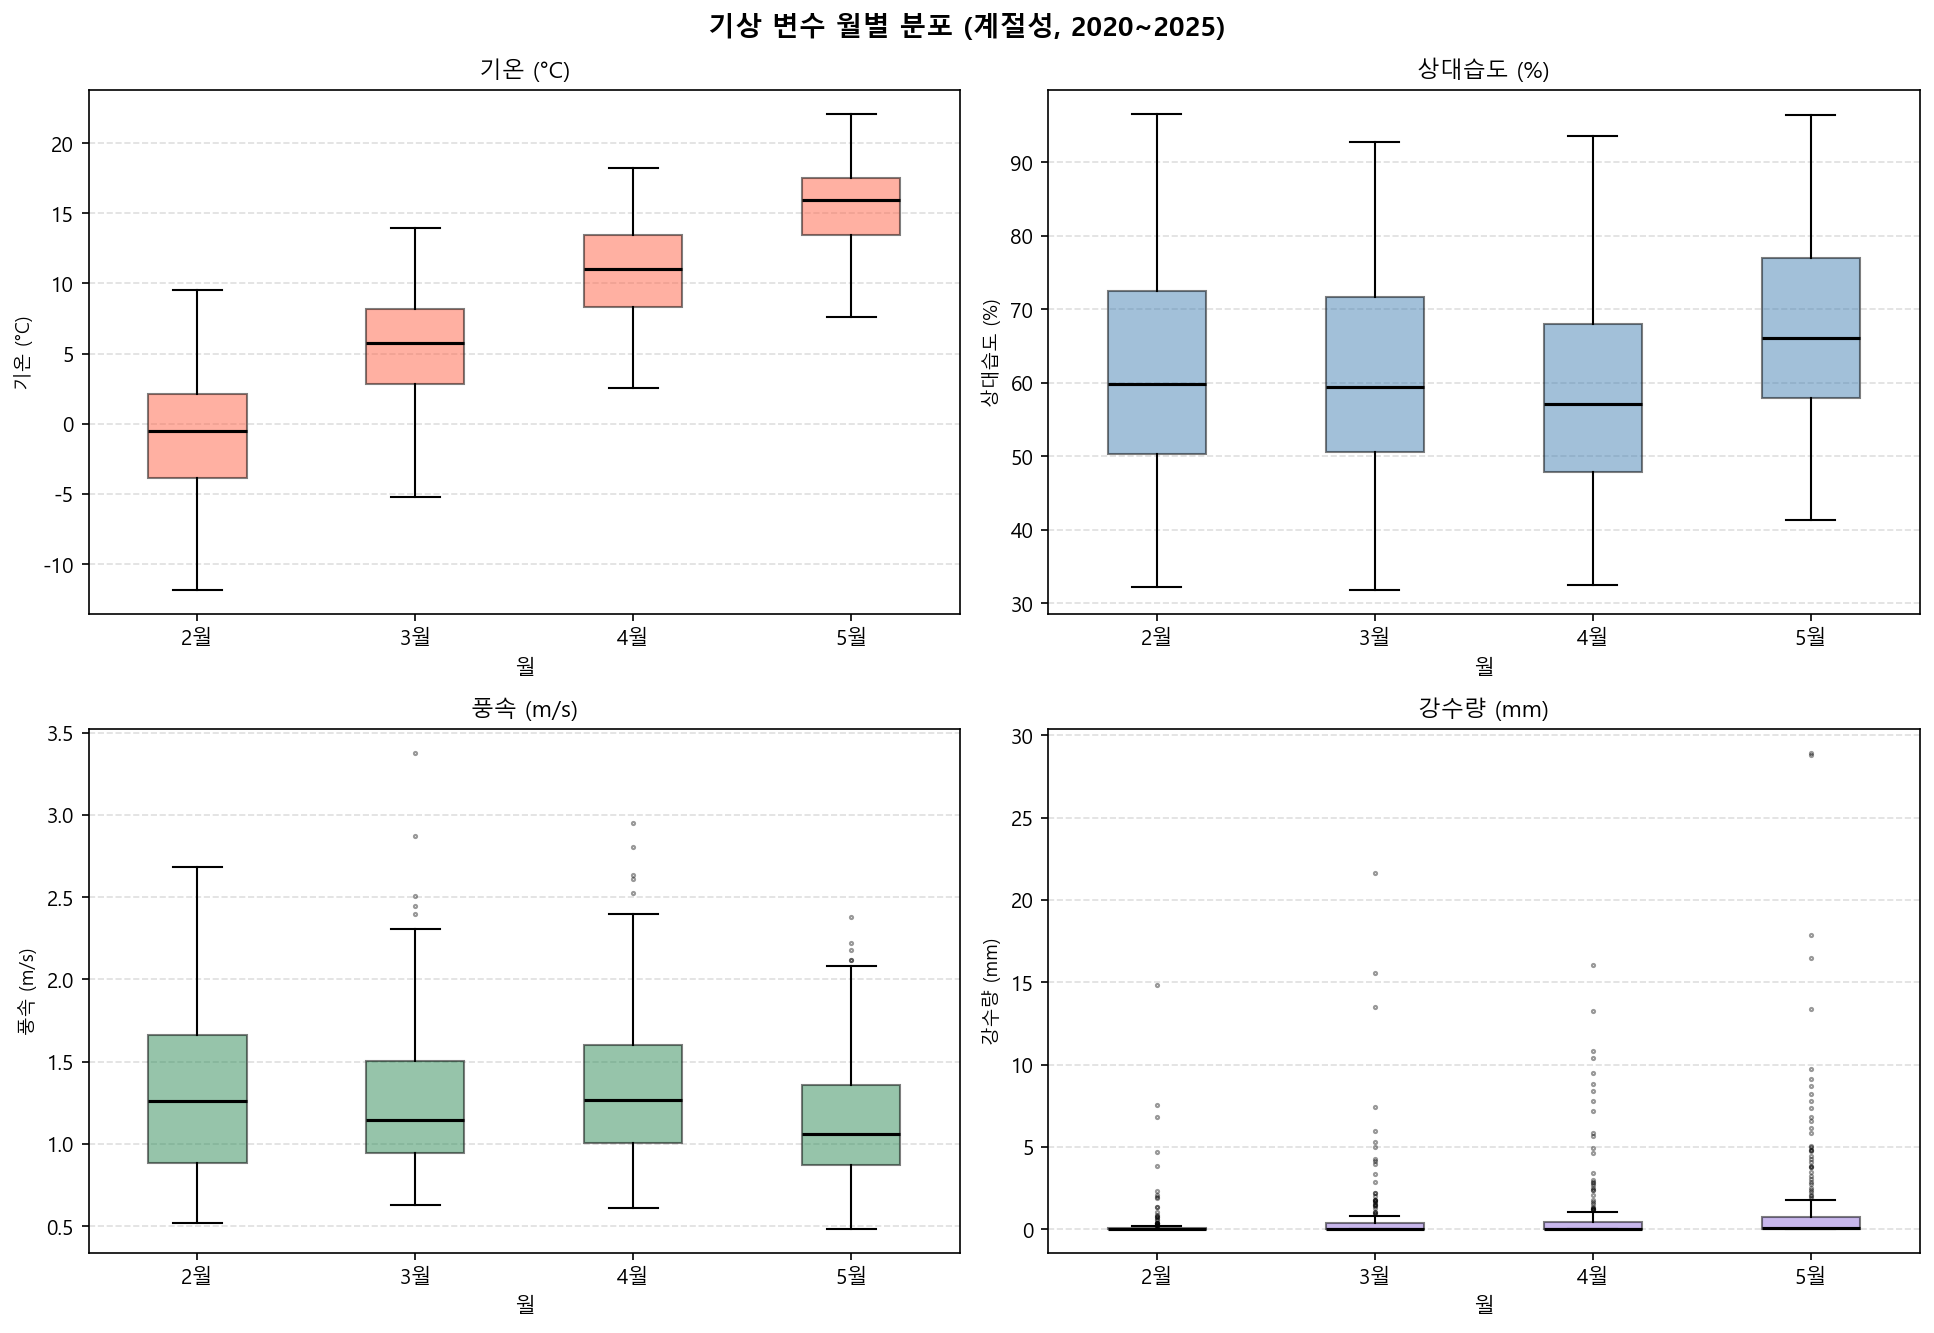 기상 변수 월별 분포 (계절성, 2020~2025)
기온 (°C)
기온 (°C)
20
15
10
5
0
-5
-10
2월 3월 4월 5월
월
상대습도 (%)
상대습도 (%)
90
80
70
60
50
40
30
2월 3월 4월 5월
월
풍속 (m/s)
풍속 (m/s)
3.5
3.0
2.5
2.0
1.5
1.0
0.5
2월 3월 4월 5월
월
강수량 (mm)
강수량 (mm)
30
25
20
15
10
5
0
2월 3월 4월 5월
월